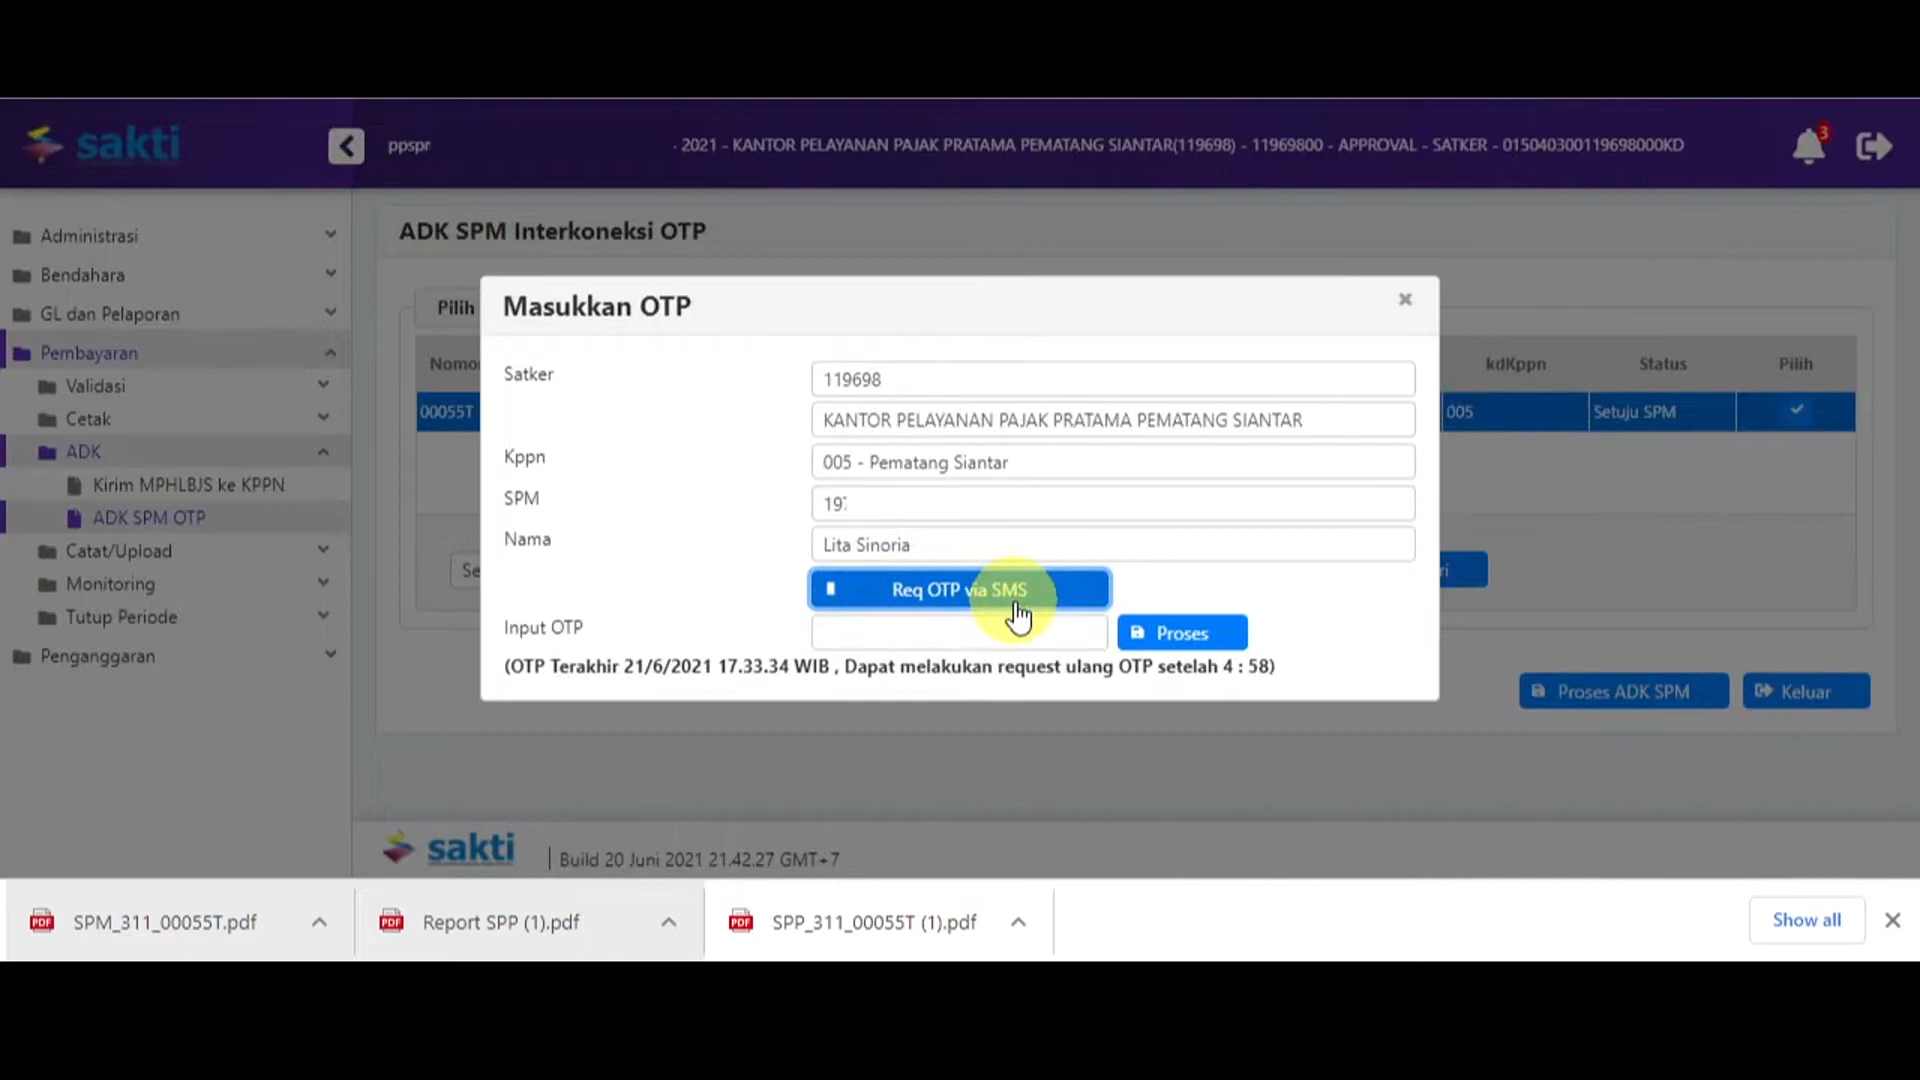 sakti
ppspr
2021 - KANTOR PELAYANAN PAJAK PRATAMA PEMATANG SIANTAR(119698) - 11969800 - APPROVAL - SATKER - 015040300119698000KD
3
Administrasi
Bendahara
GL dan Pelaporan
Pembayaran
Validasi
Cetak
ADK
Kirim MPHLBJS ke KPPN
ADK SPM OTP
Catat/Upload
Monitoring
Tutup Periode
Penganggaran
ADK SPM Interkoneksi OTP
Pilih
kdKppn Status Pilih
00055T
005 Setuju SPM
Masukkan OTP
Satker
119698
KANTOR PELAYANAN PAJAK PRATAMA PEMATANG SIANTAR
Kppn
005 - Pematang Siantar
SPM
Nama
Lita Sinoria
Req OTP via SMS
Input OTP
Proses
(OTP Terakhir 21/6/2021 17.33.34 WIB , Dapat melakukan request ulang OTP setelah 4 : 58)
Proses ADK SPM
Keluar
sakti
Build 20 Juni 2021 21.42.27 GMT+7
SPM_311_00055T.pdf
Report SPP (1).pdf
SPP_311_00055T (1).pdf
Show all